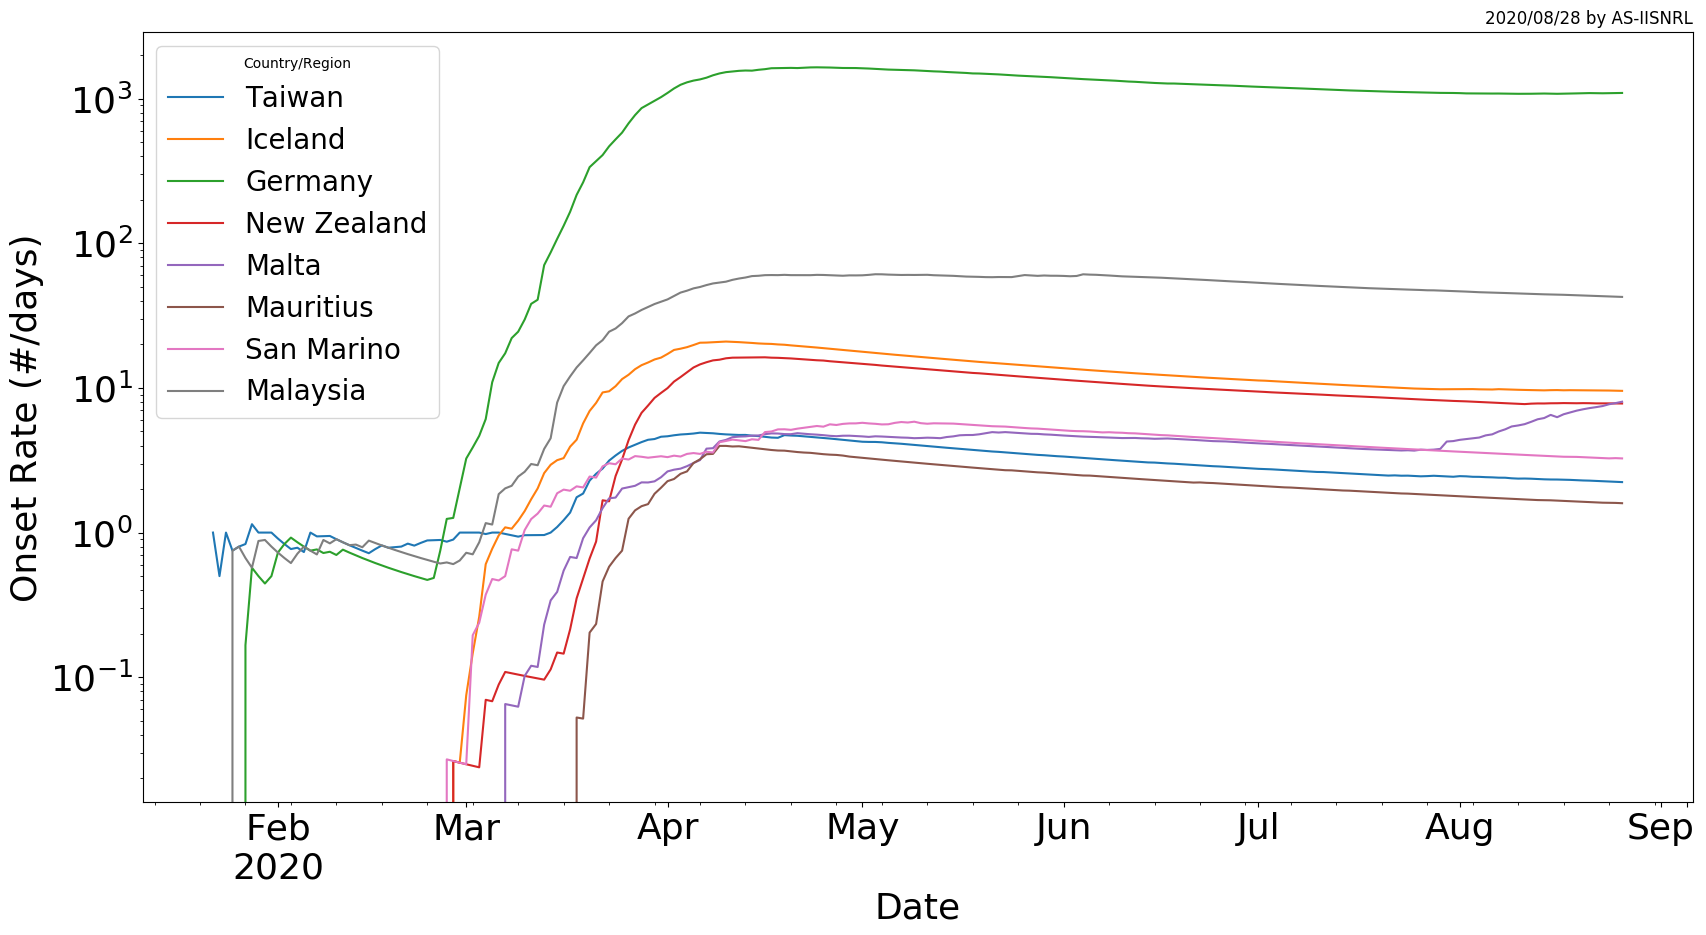 2020/08/28 by AS-IISNRL
Country/Region
Taiwan
Iceland
Germany
New Zealand
Malta
Mauritius
San Marino
Malaysia
Onset Rate (#/days)
10³
10²
10¹
10⁰
10⁻¹
Feb Mar Apr May Jun Jul Aug Sep
2020
Date